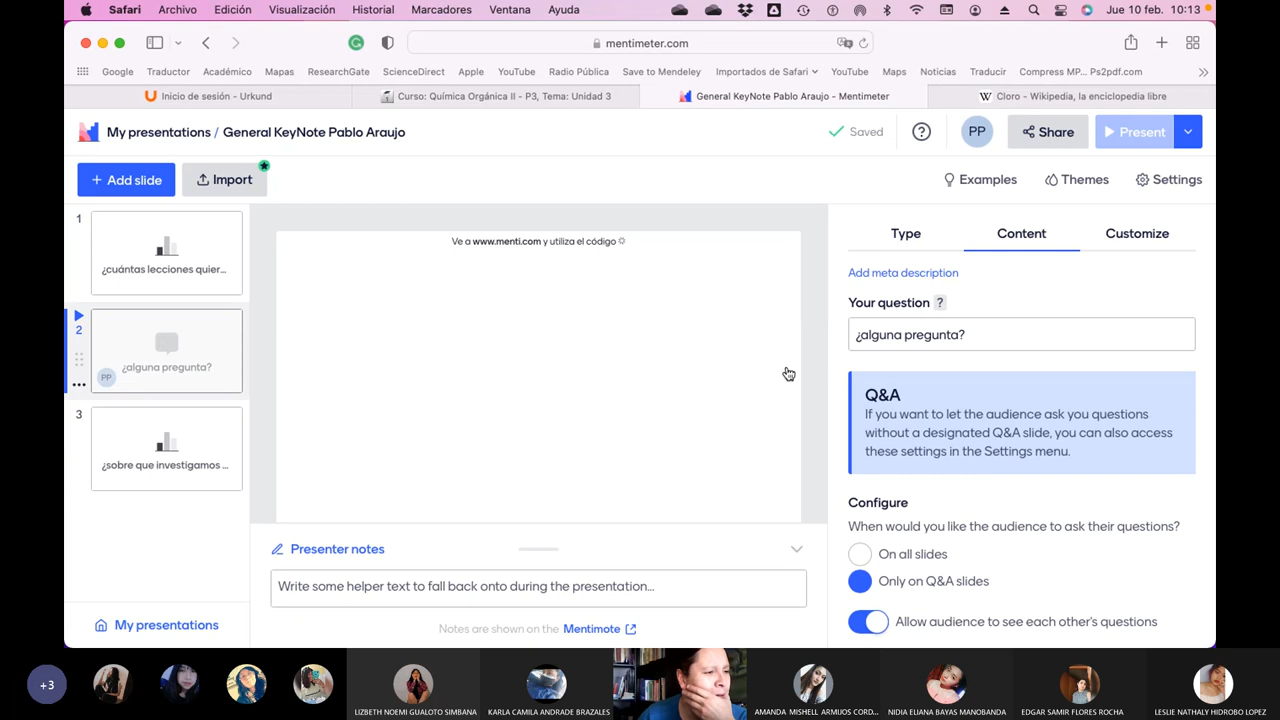 Safari Archivo Edición Visualización Historial Marcadores Ventana Ayuda Jue 10 feb. 10:13
mentimeter.com
Google Traductor Académico Mapas ResearchGate ScienceDirect Apple YouTube Radio Pública Save to Mendeley Importados de Safari YouTube Maps Noticias Traducir Compress MP... Ps2pdf.com
Inicio de sesión - Urkund
Curso: Química Orgánica II - P3, Tema: Unidad 3
General KeyNote Pablo Araujo - Mentimeter
Cloro - Wikipedia, la enciclopedia libre
My presentations / General KeyNote Pablo Araujo
Saved
?
PP
Share
Present
+ Add slide
Import
Examples
Themes
Settings
1
¿cuántas lecciones quier...
2
¿alguna pregunta?
PP
3
¿sobre que investigamos ...
My presentations
Ve a www.menti.com y utiliza el código
Presenter notes
Write some helper text to fall back onto during the presentation...
Notes are shown on the Mentimote
Type Content Customize
Add meta description
Your question ?
¿alguna pregunta?
Q&A
If you want to let the audience ask you questions
without a designated Q&A slide, you can also access
these settings in the Settings menu.
Configure
When would you like the audience to ask their questions?
On all slides
Only on Q&A slides
Allow audience to see each other's questions
+3
LIZBETH NOEMI GUALOTO SIMBANA
KARLA CAMILA ANDRADE BRAZALES
AMANDA MISHELL ARMIJOS CORD...
NIDIA ELIANA BAYAS MANOBANDA
EDGAR SAMIR FLORES ROCHA
LESLIE NATHALY HIDROBO LOPEZ